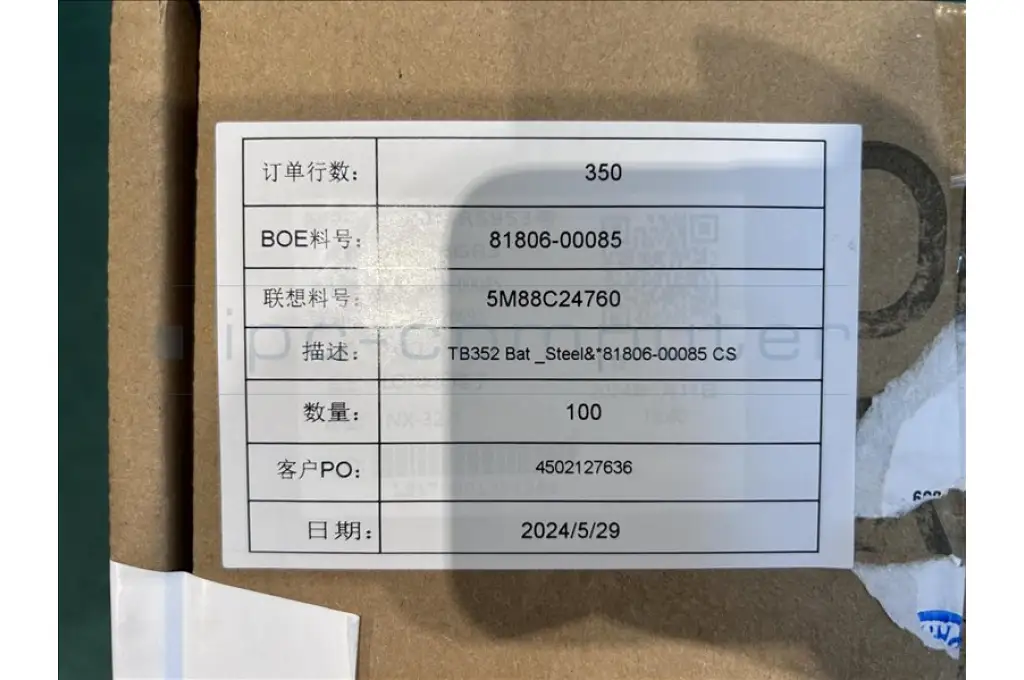 订单行数： 350
BOE料号： 81806-00085
联想料号： 5M88C24760
描述： TB352 Bat _Steel&*81806-00085 CS
数量： 100
客户PO： 4502127636
日期： 2024/5/29
ipc-computer